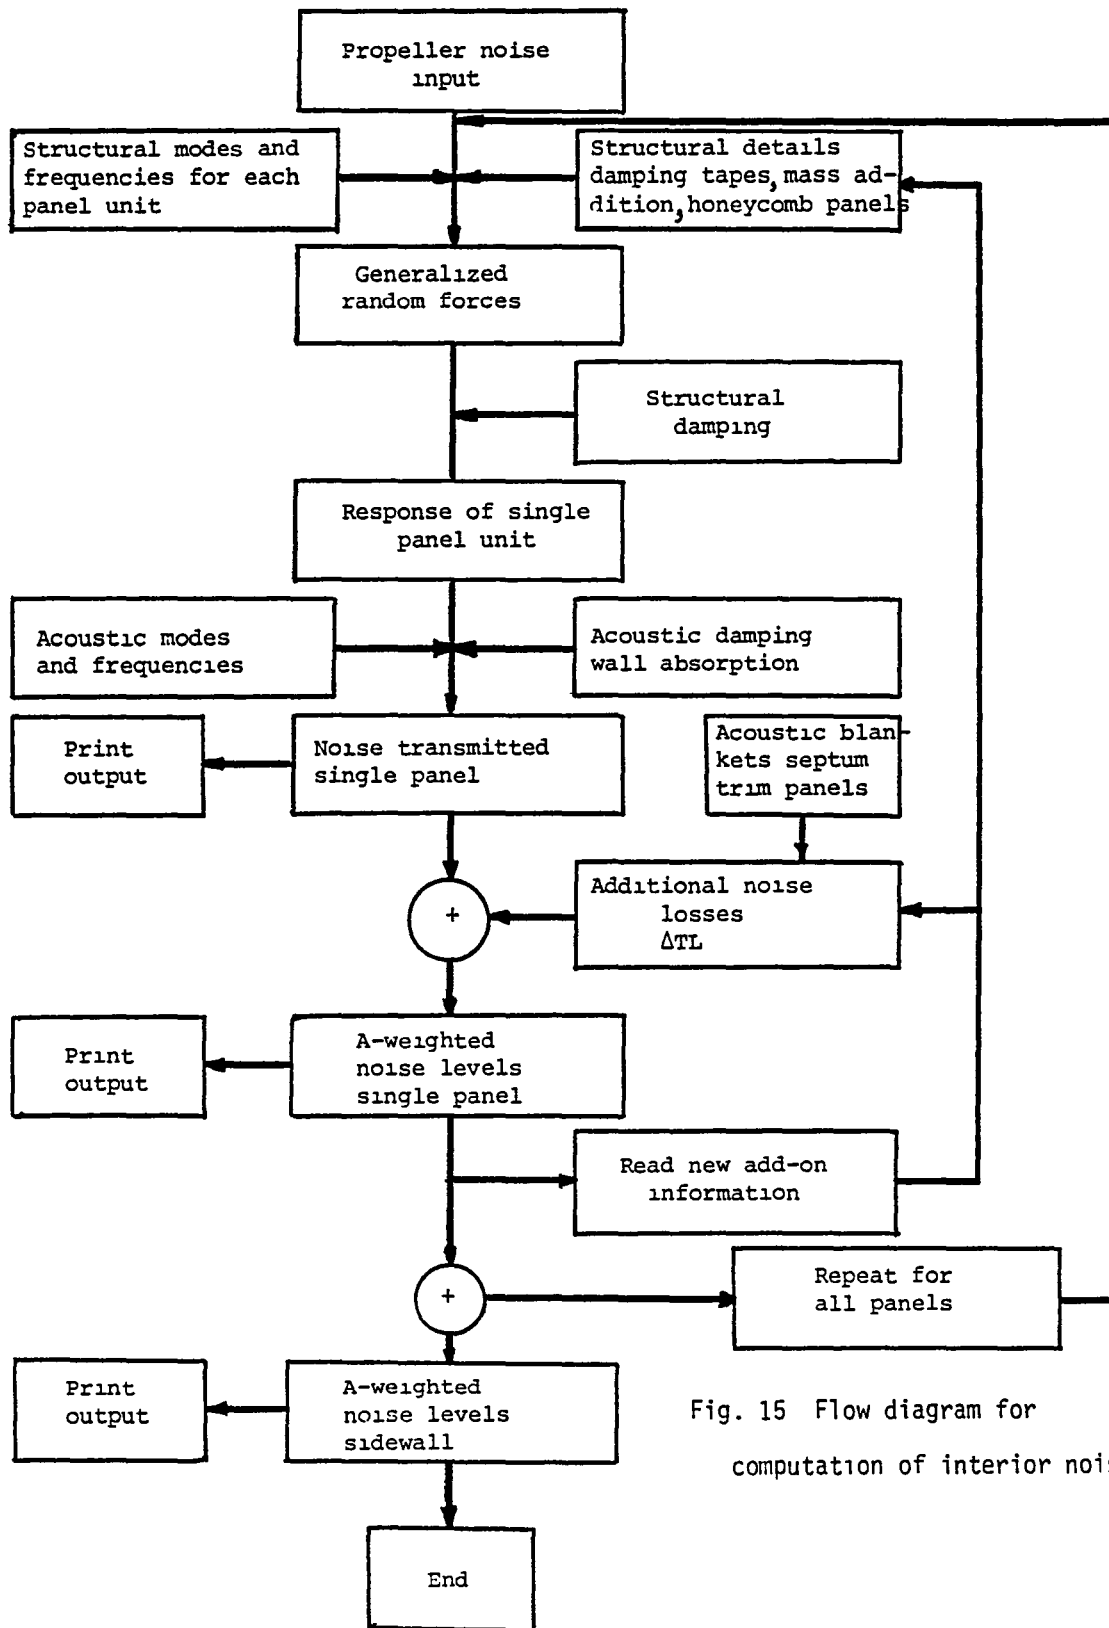 Propeller noise
input
Structural modes and
frequencies for each
panel unit
Structural details
damping tapes, mass ad-
dition, honeycomb panels
Generalized
random forces
Structural
damping
Response of single
panel unit
Acoustic modes
and frequencies
Acoustic damping
wall absorption
Print
output
Noise transmitted
single panel
Acoustic blan-
kets septum
trim panels
+
Additional noise
losses
ΔTL
Print
output
A-weighted
noise levels
single panel
Read new add-on
information
+
Repeat for
all panels
Print
output
A-weighted
noise levels
sidewall
Fig. 15 Flow diagram for
computation of interior nois
End